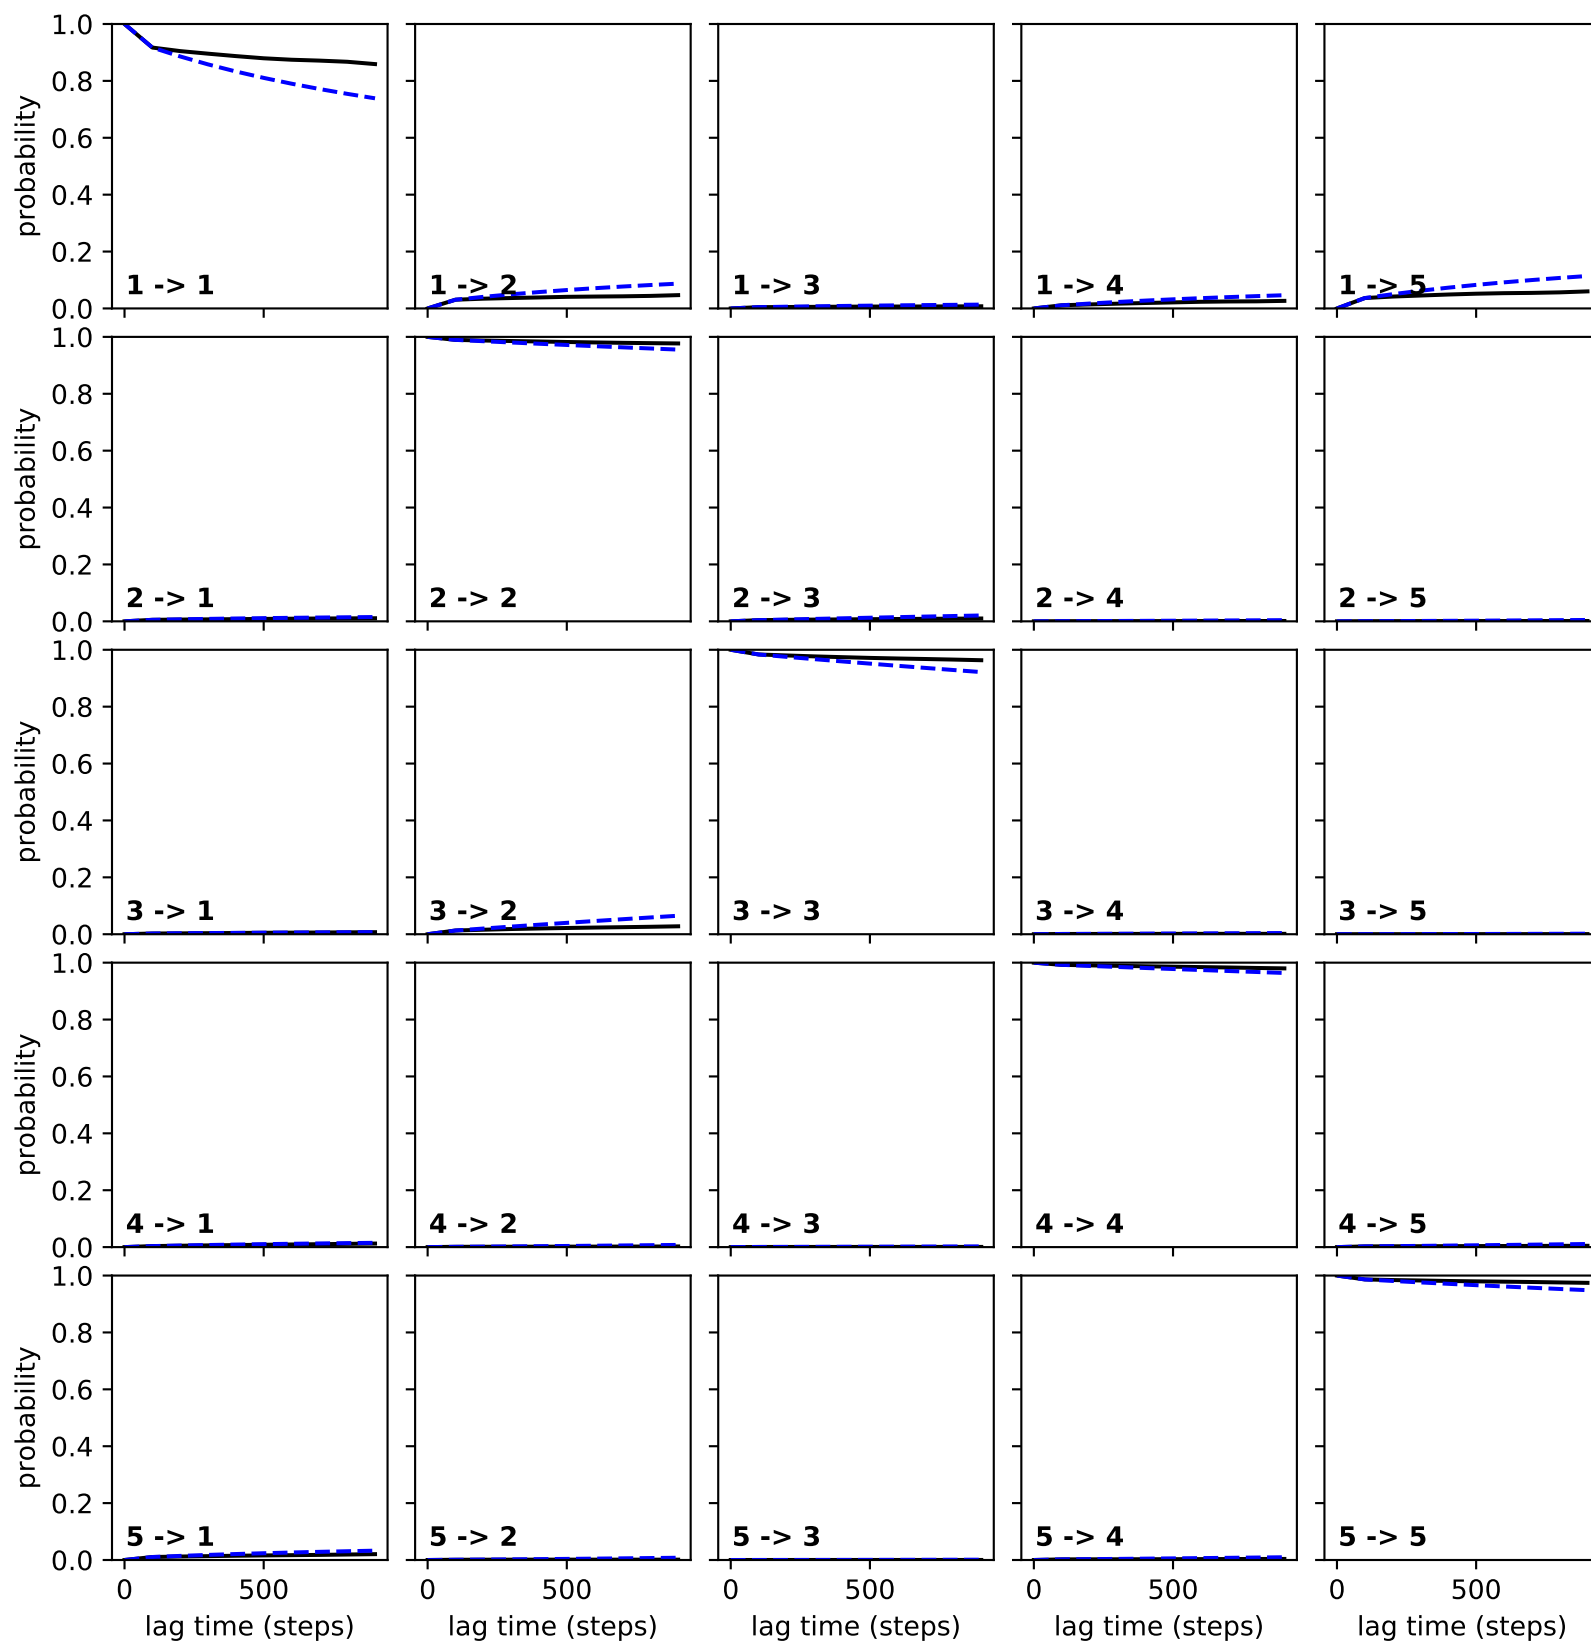 probability
1.0
0.8
0.6
0.4
0.2
0.0
1 -> 1
1 -> 2
1 -> 3
1 -> 4
1 -> 5
probability
1.0
0.8
0.6
0.4
0.2
0.0
2 -> 1
2 -> 2
2 -> 3
2 -> 4
2 -> 5
probability
1.0
0.8
0.6
0.4
0.2
0.0
3 -> 1
3 -> 2
3 -> 3
3 -> 4
3 -> 5
probability
1.0
0.8
0.6
0.4
0.2
0.0
4 -> 1
4 -> 2
4 -> 3
4 -> 4
4 -> 5
probability
1.0
0.8
0.6
0.4
0.2
0.0
5 -> 1
5 -> 2
5 -> 3
5 -> 4
5 -> 5
0 500
0 500
0 500
0 500
0 500
lag time (steps)
lag time (steps)
lag time (steps)
lag time (steps)
lag time (steps)